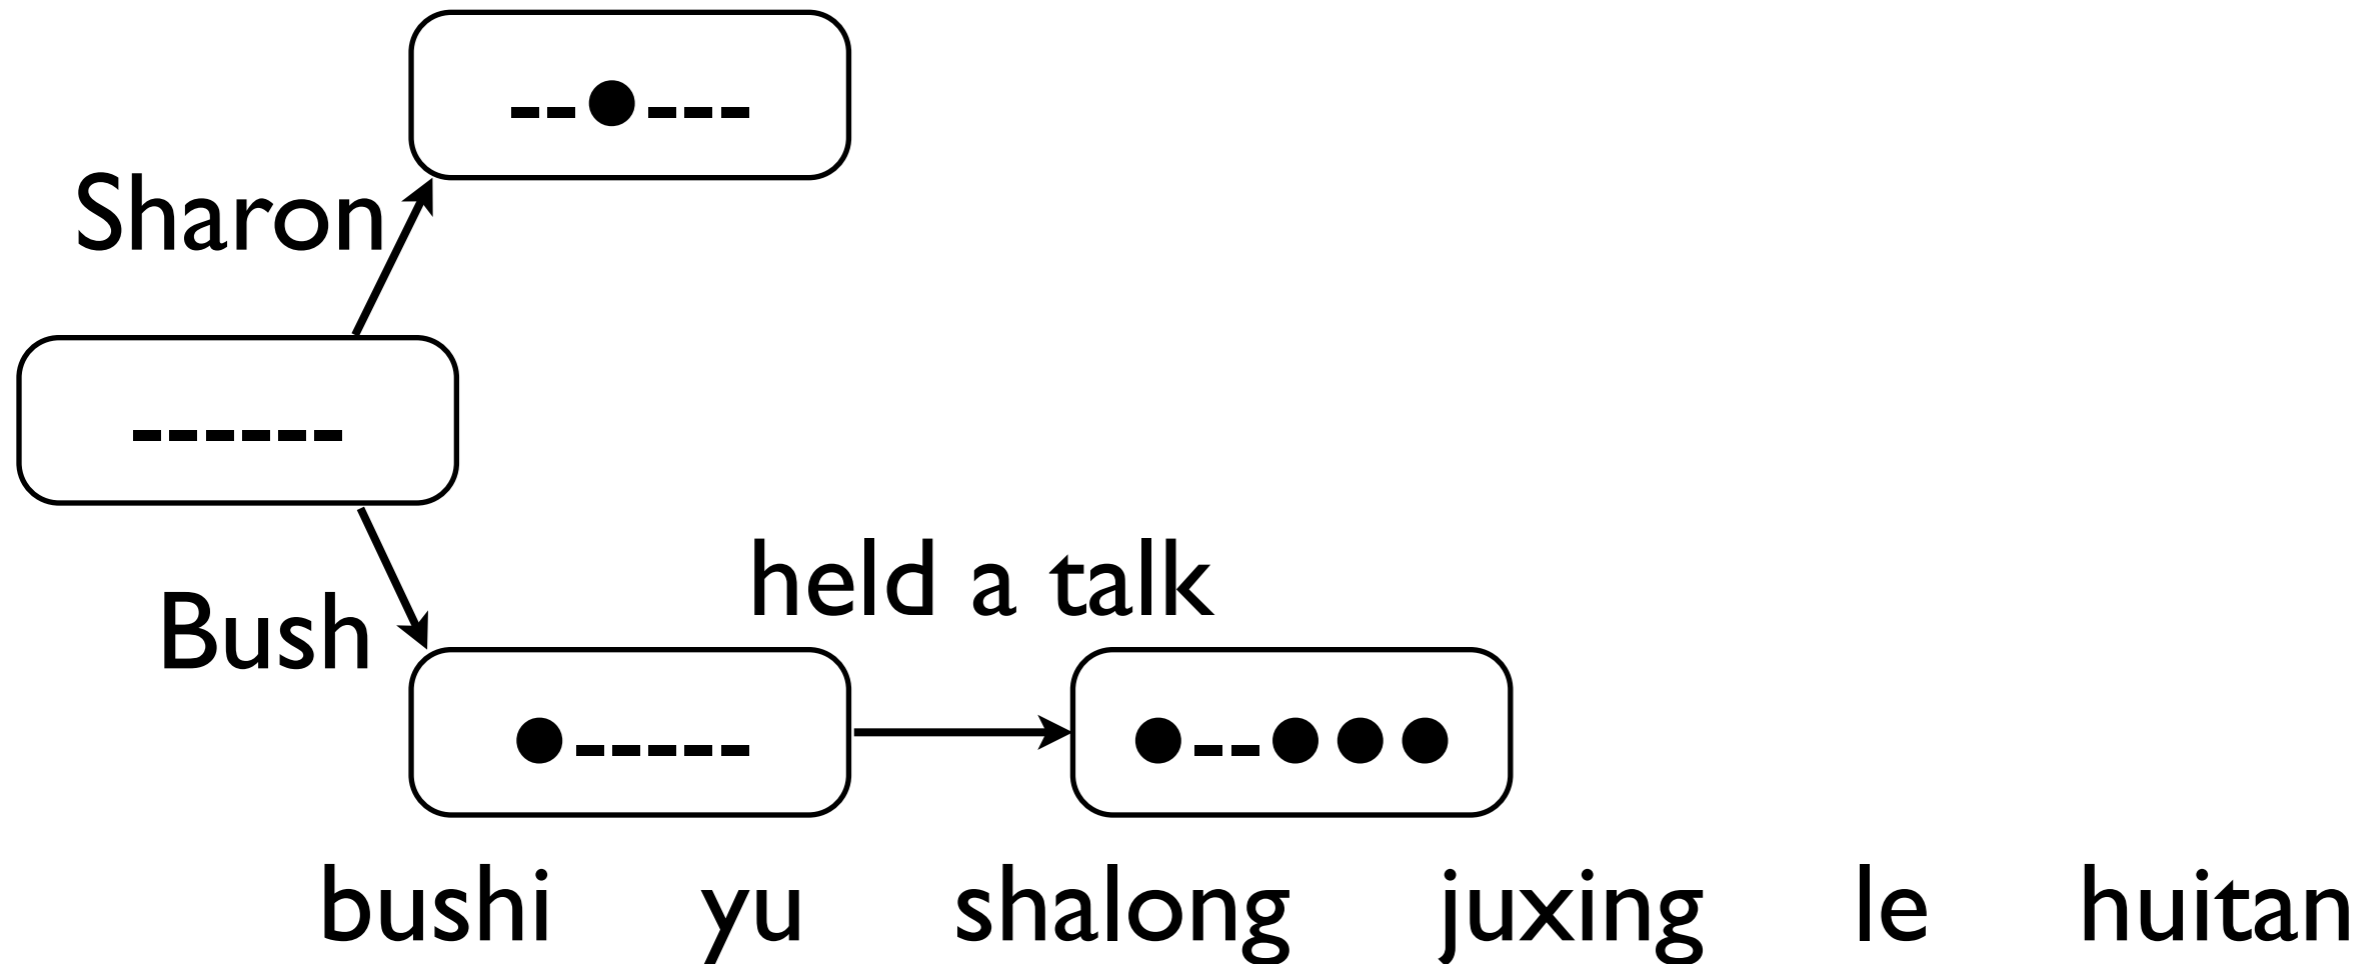 --●---
Sharon
------
held a talk
Bush
●-----
●--●●●
bushi yu shalong juxing le huitan